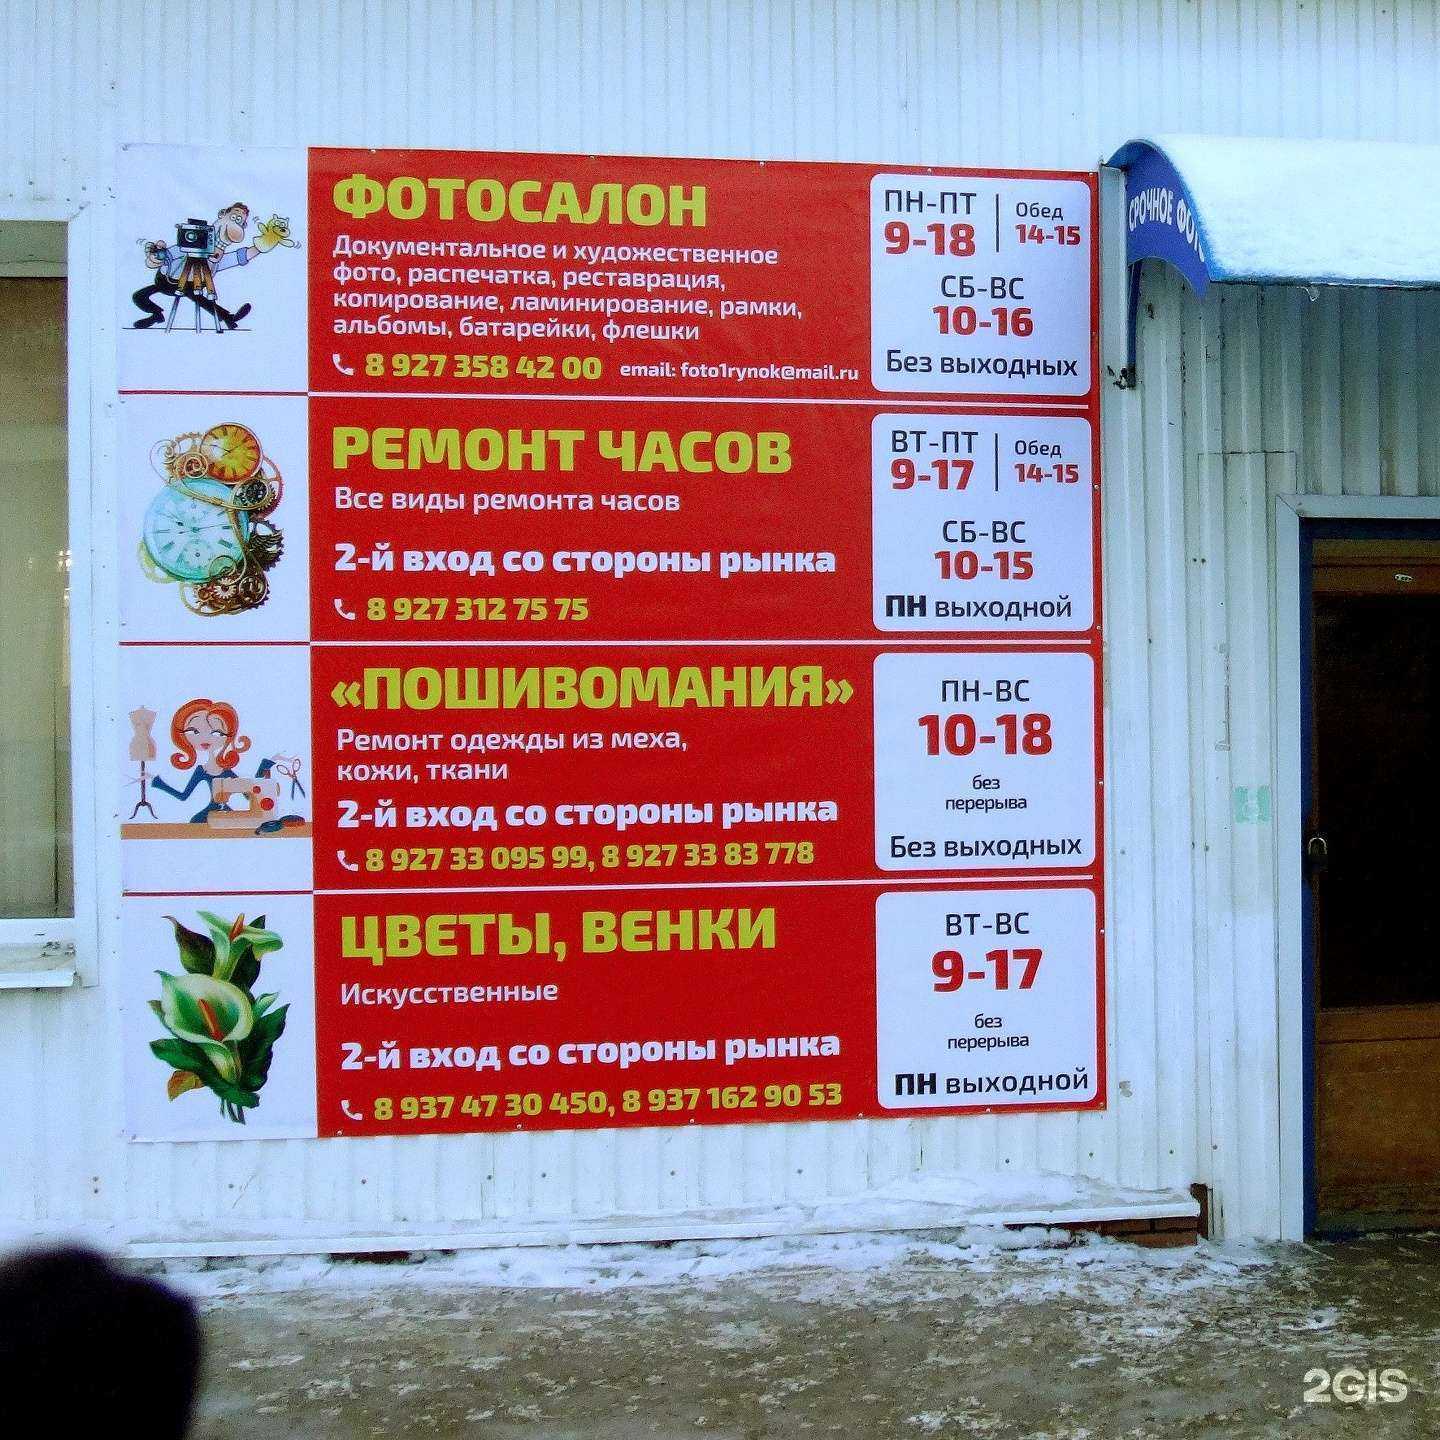 ФОТОСАЛОН
Документальное и художественное
фото, распечатка, реставрация,
копирование, ламинирование, рамки,
альбомы, батарейки, флешки
8 927 358 42 00 email: foto1rynok@mail.ru
ПН-ПТ
9-18
Обед
14-15
СБ-ВС
10-16
Без выходных
РЕМОНТ ЧАСОВ
Все виды ремонта часов
2-й вход со стороны рынка
8 927 312 75 75
ВТ-ПТ
9-17
Обед
14-15
СБ-ВС
10-15
ПН выходной
«ПОШИВОМАНИЯ»
Ремонт одежды из меха,
кожи, ткани
2-й вход со стороны рынка
8 927 33 095 99, 8 927 33 83 778
ПН-ВС
10-18
без
перерыва
Без выходных
ЦВЕТЫ, ВЕНКИ
Искусственные
2-й вход со стороны рынка
8 937 47 30 450, 8 937 162 90 53
ВТ-ВС
9-17
без
перерыва
ПН выходной
СРОЧНОЕ ФОТО
2GIS